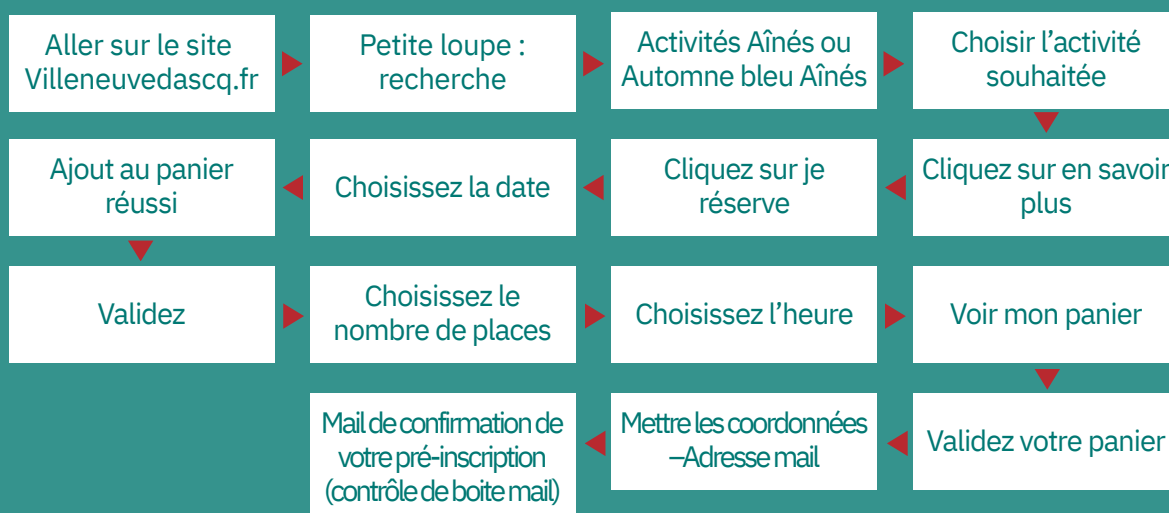 Aller sur le site
Villeneuvedascq.fr
Petite loupe :
recherche
Activités Aînés ou
Automne bleu Aînés
Choisir l’activité
souhaitée
Cliquez sur en savoir
plus
Cliquez sur je
réserve
Choisissez la date
Ajout au panier
réussi
Validez
Choisissez le
nombre de places
Choisissez l’heure
Voir mon panier
Validez votre panier
Mettre les coordonnées
–Adresse mail
Mail de confirmation de
votre pré-inscription
(contrôle de boite mail)